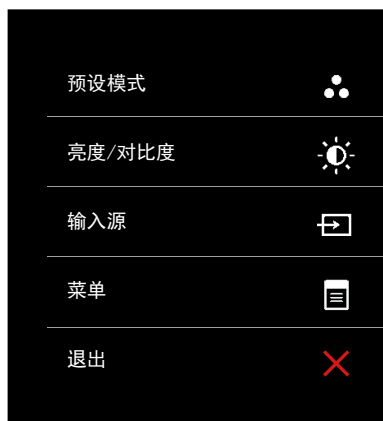 预设模式
亮度/对比度
输入源
菜单
退出